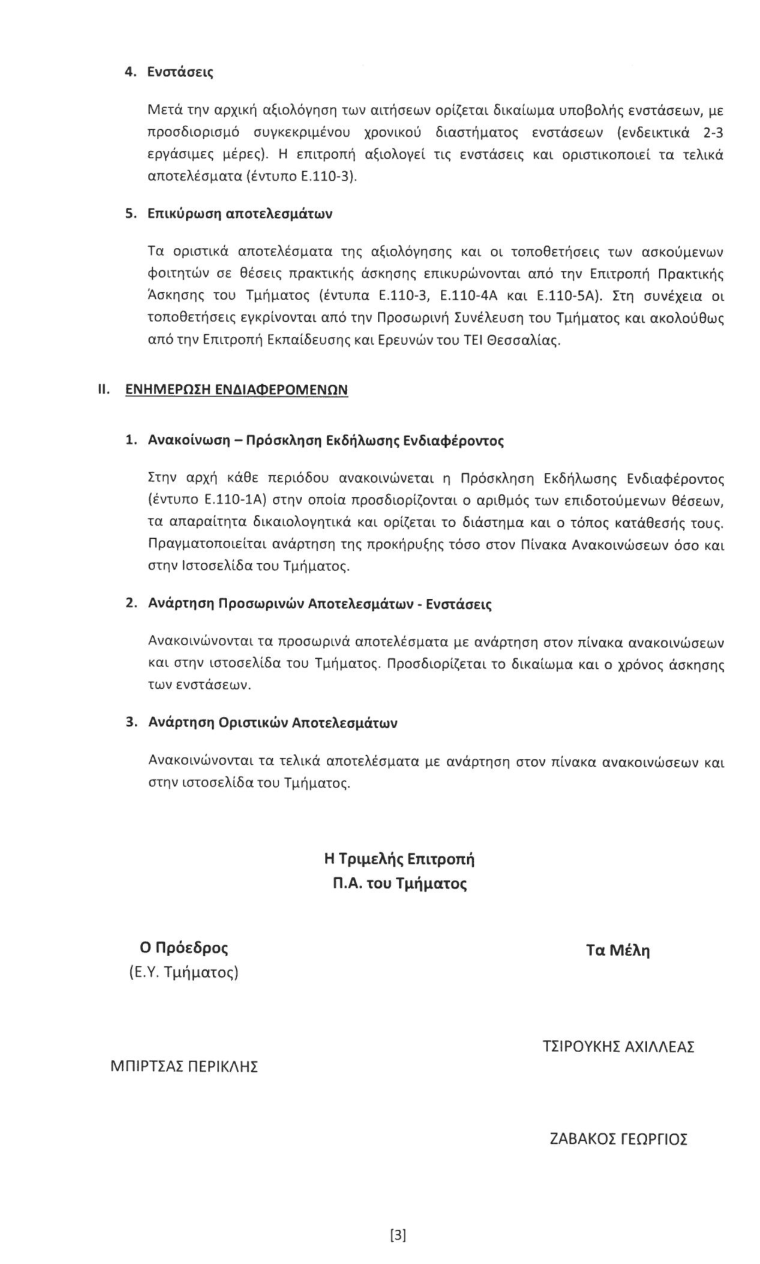 4. Ενστάσεις
Μετά την αρχική αξιολόγηση των αιτήσεων ορίζεται δικαίωμα υποβολής ενστάσεων, με
προσδιορισμό συγκεκριμένου χρονικού διαστήματος ενστάσεων (ενδεικτικά 2-3
εργάσιμες μέρες). Η επιτροπή αξιολογεί τις ενστάσεις και οριστικοποιεί τα τελικά
αποτελέσματα (έντυπο Ε.110-3).
5. Επικύρωση αποτελεσμάτων
Τα οριστικά αποτελέσματα της αξιολόγησης και οι τοποθετήσεις των ασκούμενων
φοιτητών σε θέσεις πρακτικής άσκησης επικυρώνονται από την Επιτροπή Πρακτικής
Άσκησης του Τμήματος (έντυπα Ε.110-3, Ε.110-4Α και Ε.110-5Α). Στη συνέχεια οι
τοποθετήσεις εγκρίνονται από την Προσωρινή Συνέλευση του Τμήματος και ακολούθως
από την Επιτροπή Εκπαίδευσης και Ερευνών του ΤΕΙ Θεσσαλίας.
II. ΕΝΗΜΕΡΩΣΗ ΕΝΔΙΑΦΕΡΟΜΕΝΩΝ
1. Ανακοίνωση – Πρόσκληση Εκδήλωσης Ενδιαφέροντος
Στην αρχή κάθε περιόδου ανακοινώνεται η Πρόσκληση Εκδήλωσης Ενδιαφέροντος
(έντυπο Ε.110-1Α) στην οποία προσδιορίζονται ο αριθμός των επιδοτούμενων θέσεων,
τα απαραίτητα δικαιολογητικά και ορίζεται το διάστημα και ο τόπος κατάθεσής τους.
Πραγματοποιείται ανάρτηση της προκήρυξης τόσο στον Πίνακα Ανακοινώσεων όσο και
στην Ιστοσελίδα του Τμήματος.
2. Ανάρτηση Προσωρινών Αποτελεσμάτων - Ενστάσεις
Ανακοινώνονται τα προσωρινά αποτελέσματα με ανάρτηση στον πίνακα ανακοινώσεων
και στην ιστοσελίδα του Τμήματος. Προσδιορίζεται το δικαίωμα και ο χρόνος άσκησης
των ενστάσεων.
3. Ανάρτηση Οριστικών Αποτελεσμάτων
Ανακοινώνονται τα τελικά αποτελέσματα με ανάρτηση στον πίνακα ανακοινώσεων και
στην ιστοσελίδα του Τμήματος.
Η Τριμελής Επιτροπή
Π.Α. του Τμήματος
Ο Πρόεδρος
(Ε.Υ. Τμήματος)
Τα Μέλη
ΤΣΙΡΟΥΚΗΣ ΑΧΙΛΛΕΑΣ
ΜΠΙΡΤΣΑΣ ΠΕΡΙΚΛΗΣ
ΖΑΒΑΚΟΣ ΓΕΩΡΓΙΟΣ
[3]